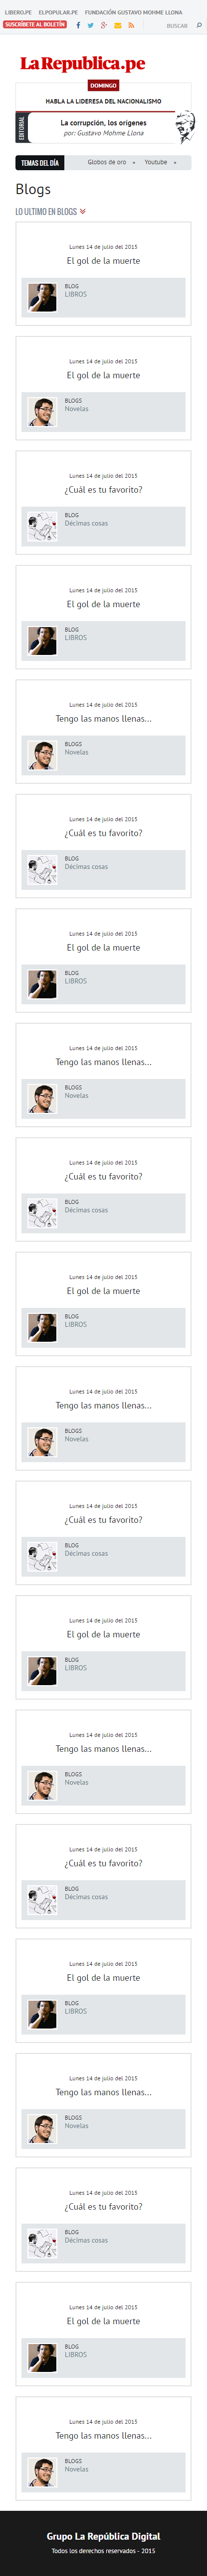 LIBERO.PE ELPOPULAR.PE FUNDACIÓN GUSTAVO MOHME LLONA
SUSCRÍBETE AL BOLETÍN BUSCAR
LaRepublica.pe
DOMINGO
HABLA LA LIDERESA DEL NACIONALISMO
EDITORIAL
La corrupción, los orígenes
por: Gustavo Mohme Llona
TEMAS DEL DÍA Globos de oro Youtube
Blogs
LO ULTIMO EN BLOGS
Lunes 14 de julio del 2015
El gol de la muerte
BLOG
LIBROS
Lunes 14 de julio del 2015
El gol de la muerte
BLOGS
Novelas
Lunes 14 de julio del 2015
¿Cuál es tu favorito?
BLOG
Décimas cosas
Lunes 14 de julio del 2015
El gol de la muerte
BLOG
LIBROS
Lunes 14 de julio del 2015
Tengo las manos llenas...
BLOGS
Novelas
Lunes 14 de julio del 2015
¿Cuál es tu favorito?
BLOG
Décimas cosas
Lunes 14 de julio del 2015
El gol de la muerte
BLOG
LIBROS
Lunes 14 de julio del 2015
Tengo las manos llenas...
BLOGS
Novelas
Lunes 14 de julio del 2015
¿Cuál es tu favorito?
BLOG
Décimas cosas
Lunes 14 de julio del 2015
El gol de la muerte
BLOG
LIBROS
Lunes 14 de julio del 2015
Tengo las manos llenas...
BLOGS
Novelas
Lunes 14 de julio del 2015
¿Cuál es tu favorito?
BLOG
Décimas cosas
Lunes 14 de julio del 2015
El gol de la muerte
BLOG
LIBROS
Lunes 14 de julio del 2015
Tengo las manos llenas...
BLOGS
Novelas
Lunes 14 de julio del 2015
¿Cuál es tu favorito?
BLOG
Décimas cosas
Lunes 14 de julio del 2015
El gol de la muerte
BLOG
LIBROS
Lunes 14 de julio del 2015
Tengo las manos llenas...
BLOGS
Novelas
Lunes 14 de julio del 2015
¿Cuál es tu favorito?
BLOG
Décimas cosas
Lunes 14 de julio del 2015
El gol de la muerte
BLOG
LIBROS
Lunes 14 de julio del 2015
Tengo las manos llenas...
BLOGS
Novelas
Grupo La República Digital
Todos los derechos reservados - 2015